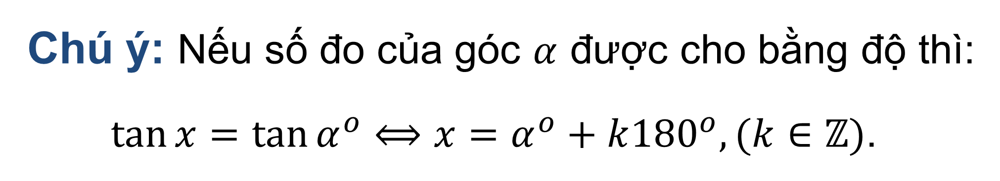 Chú ý: Nếu số đo của góc α được cho bằng độ thì:
tan x = tan α° ⟺ x = α° + k180°, (k ∈ ℤ).